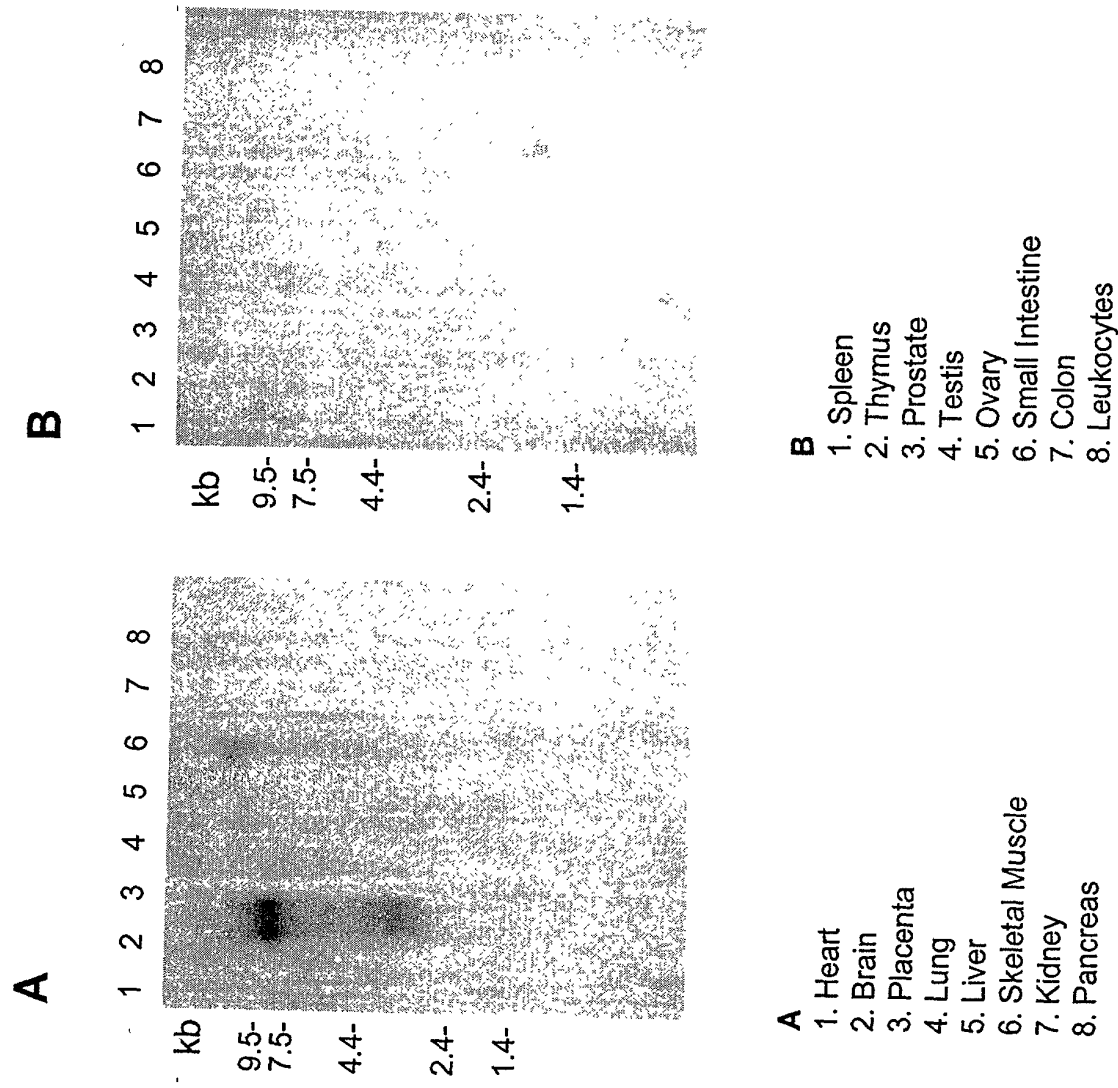 A
1 2 3 4 5 6 7 8
kb
9.5-
7.5-
4.4-
2.4-
1.4-
A
1. Heart
2. Brain
3. Placenta
4. Lung
5. Liver
6. Skeletal Muscle
7. Kidney
8. Pancreas
B
1 2 3 4 5 6 7 8
kb
9.5-
7.5-
4.4-
2.4-
1.4-
B
1. Spleen
2. Thymus
3. Prostate
4. Testis
5. Ovary
6. Small Intestine
7. Colon
8. Leukocytes